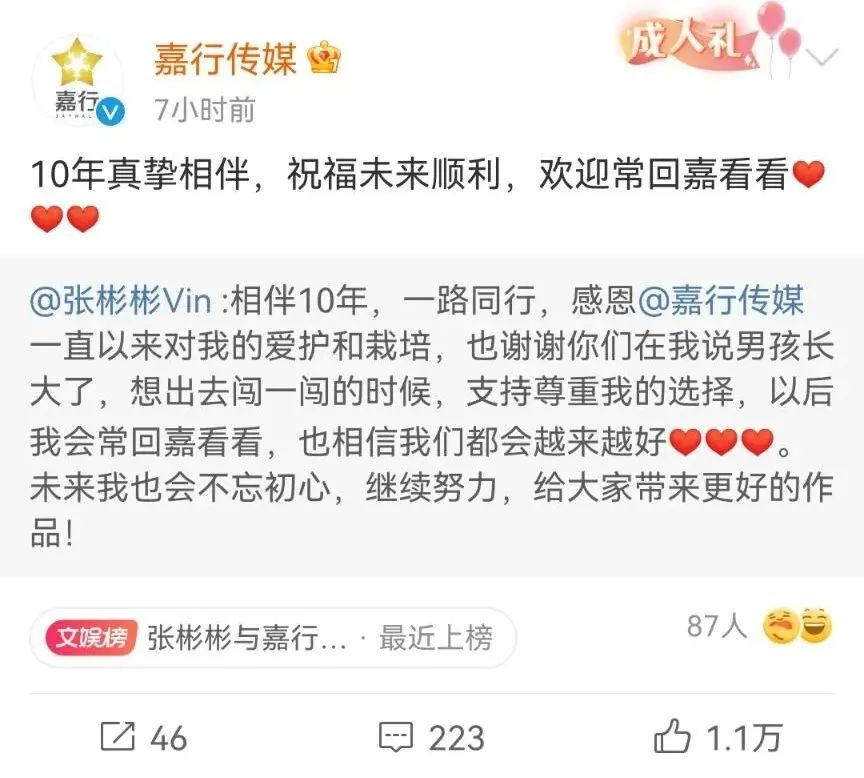 嘉行传媒
成人礼
嘉行
JAYWALK
7小时前
10年真挚相伴，祝福未来顺利，欢迎常回嘉看看❤️
❤️❤️
@张彬彬Vin :相伴10年，一路同行，感恩@嘉行传媒
一直以来对我的爱护和栽培，也谢谢你们在我说男孩长
大了，想出去闯一闯的时候，支持尊重我的选择，以后
我会常回嘉看看，也相信我们都会越来越好❤️❤️❤️。
未来我也会不忘初心，继续努力，给大家带来更好的作
品！
文娱榜 张彬彬与嘉行... · 最近上榜
87人
46
223
1.1万